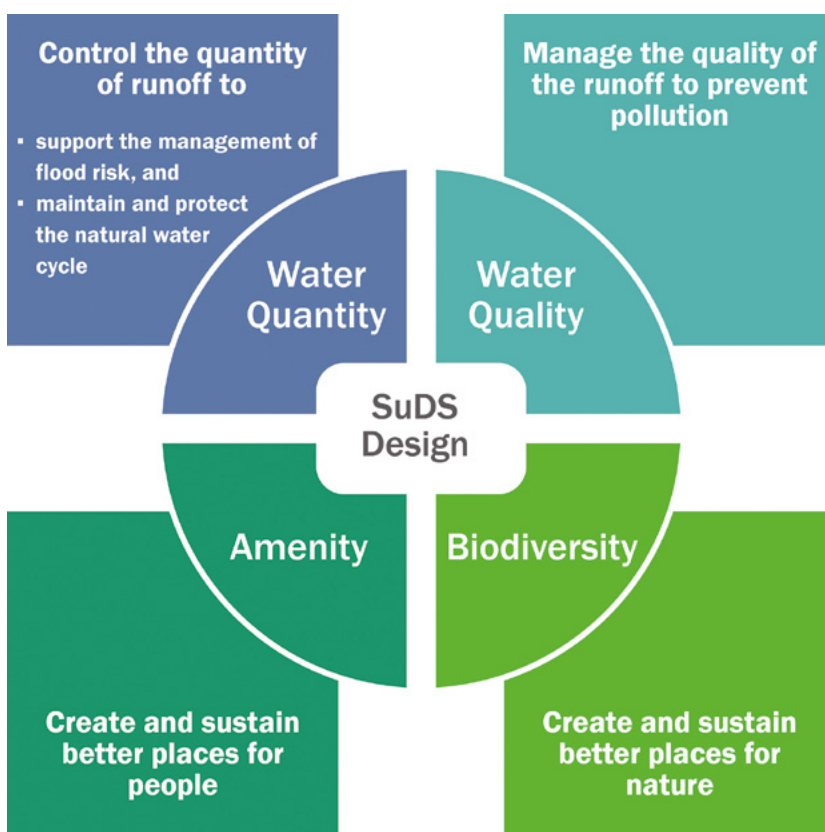 Control the quantity
of runoff to
▪ support the management of
flood risk, and
▪ maintain and protect
the natural water
cycle
Manage the quality of
the runoff to prevent
pollution
Water
Quantity
Water
Quality
SuDS
Design
Amenity
Biodiversity
Create and sustain
better places for
people
Create and sustain
better places for
nature